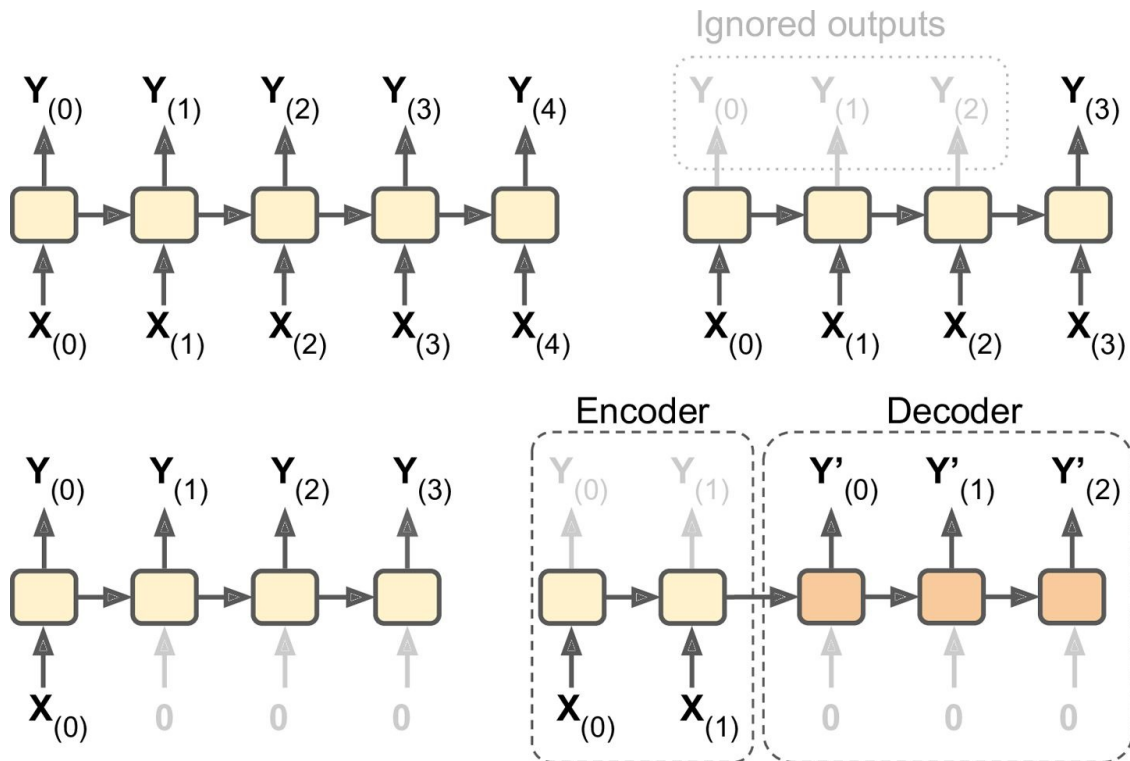 Ignored outputs
Y(0) Y(1) Y(2) Y(3) Y(4)
Y(0) Y(1) Y(2) Y(3)
X(0) X(1) X(2) X(3) X(4)
X(0) X(1) X(2) X(3)
Encoder
Decoder
Y(0) Y(1) Y(2) Y(3)
Y(0) Y(1) Y’(0) Y’(1) Y’(2)
X(0) 0 0 0
X(0) X(1) 0 0 0